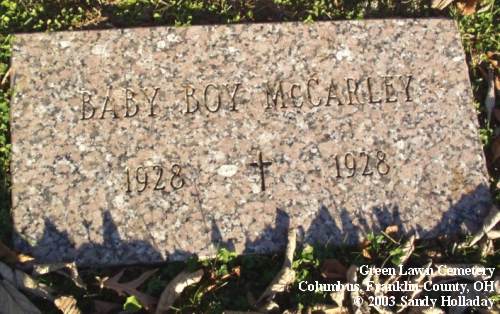 BABY BOY McCARLEY
1928 1928
Green Lawn Cemetery
Columbus, Franklin County, OH
© 2003 Sandy Holladay